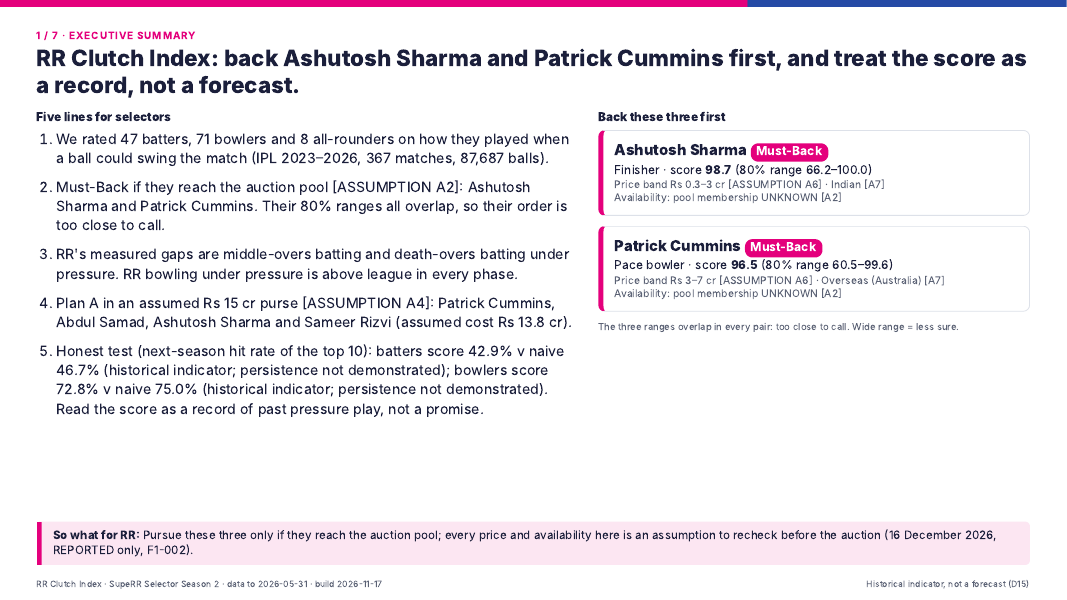 1 / 7 · EXECUTIVE SUMMARY
RR Clutch Index: back Ashutosh Sharma and Patrick Cummins first, and treat the score as
a record, not a forecast.
Five lines for selectors
1. We rated 47 batters, 71 bowlers and 8 all-rounders on how they played when
a ball could swing the match (IPL 2023–2026, 367 matches, 87,687 balls).
2. Must-Back if they reach the auction pool [ASSUMPTION A2]: Ashutosh
Sharma and Patrick Cummins. Their 80% ranges all overlap, so their order is
too close to call.
3. RR's measured gaps are middle-overs batting and death-overs batting under
pressure. RR bowling under pressure is above league in every phase.
4. Plan A in an assumed Rs 15 cr purse [ASSUMPTION A4]: Patrick Cummins,
Abdul Samad, Ashutosh Sharma and Sameer Rizvi (assumed cost Rs 13.8 cr).
5. Honest test (next-season hit rate of the top 10): batters score 42.9% v naive
46.7% (historical indicator; persistence not demonstrated); bowlers score
72.8% v naive 75.0% (historical indicator; persistence not demonstrated).
Read the score as a record of past pressure play, not a promise.
Back these three first
Ashutosh Sharma Must-Back
Finisher · score 98.7 (80% range 66.2–100.0)
Price band Rs 0.3–3 cr [ASSUMPTION A6] · Indian [A7]
Availability: pool membership UNKNOWN [A2]
Patrick Cummins Must-Back
Pace bowler · score 96.5 (80% range 60.5–99.6)
Price band Rs 3–7 cr [ASSUMPTION A6] · Overseas (Australia) [A7]
Availability: pool membership UNKNOWN [A2]
The three ranges overlap in every pair: too close to call. Wide range = less sure.
So what for RR: Pursue these three only if they reach the auction pool; every price and availability here is an assumption to recheck before the auction (16 December 2026,
REPORTED only, F1-002).
RR Clutch Index · SupeRR Selector Season 2 · data to 2026-05-31 · build 2026-11-17
Historical indicator, not a forecast (D15)